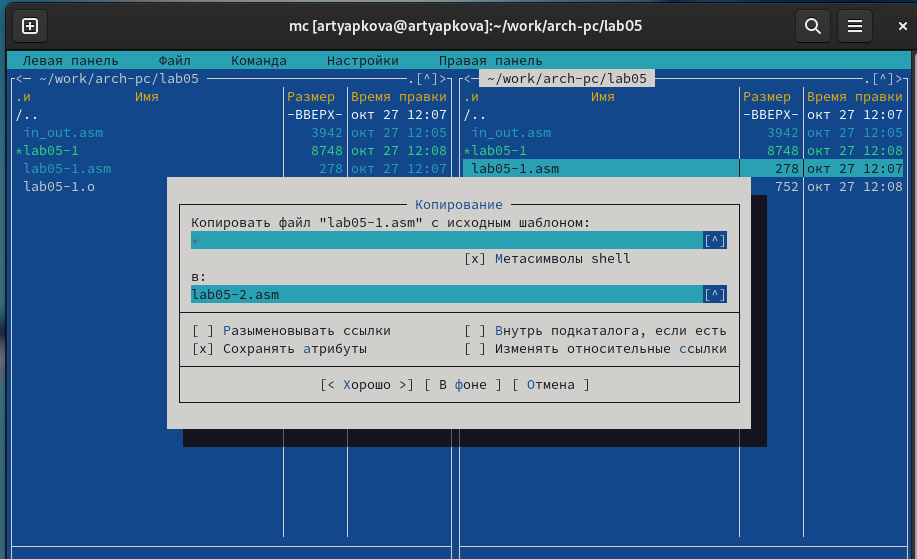 mc [artyapkova@artyapkova]:~/work/arch-pc/lab05
Левая панель Файл Команда Настройки Правая панель
<— ~/work/arch-pc/lab05 .[^]>
.и Имя Размер Время правки
/.. -ВВЕРХ- окт 27 12:07
in_out.asm 3942 окт 27 12:05
*lab05-1 8748 окт 27 12:08
lab05-1.asm 278 окт 27 12:07
lab05-1.o
<— ~/work/arch-pc/lab05 .[^]>
.и Имя Размер Время правки
/.. -ВВЕРХ- окт 27 12:07
in_out.asm 3942 окт 27 12:05
*lab05-1 8748 окт 27 12:08
lab05-1.asm 278 окт 27 12:07
752 окт 27 12:08
Копирование
Копировать файл "lab05-1.asm" с исходным шаблоном:
* [^]
[x] Метасимволы shell
в:
lab05-2.asm [^]
[ ] Разыменовывать ссылки [ ] Внутрь подкаталога, если есть
[x] Сохранять атрибуты [ ] Изменять относительные ссылки
[< Хорошо >] [ В фоне ] [ Отмена ]